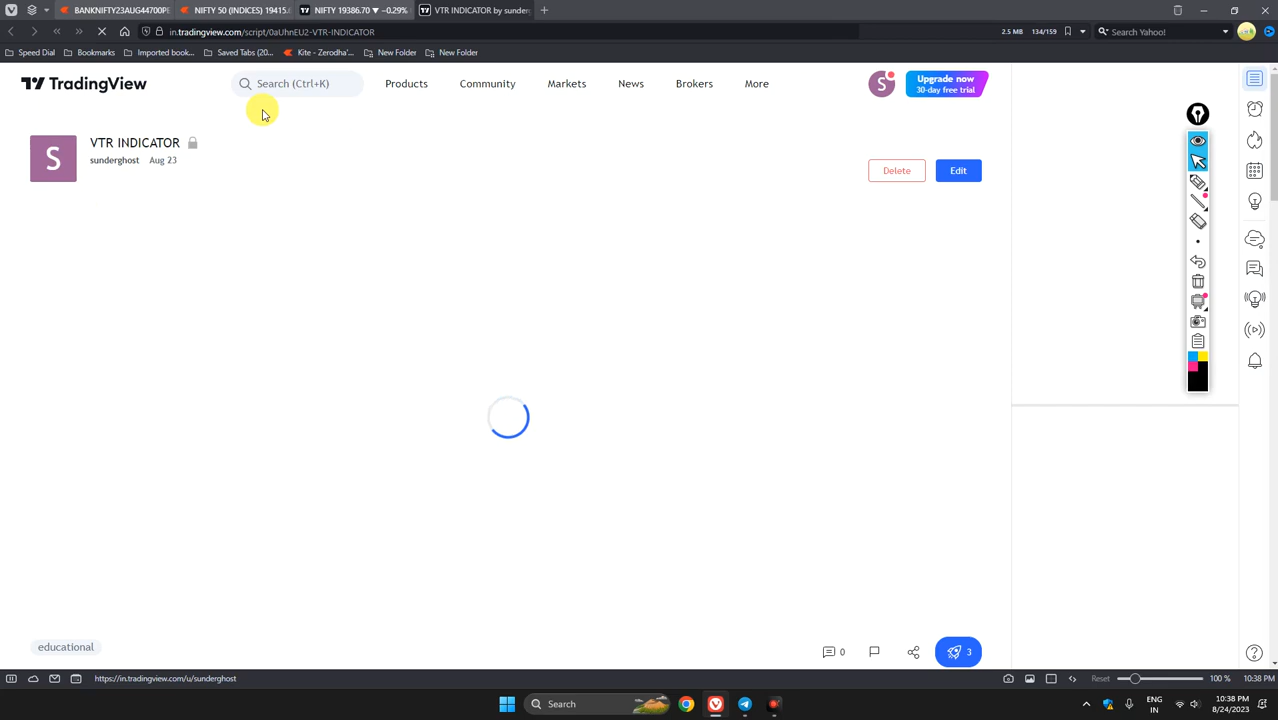 BANKNIFTY23AUG44700PE
NIFTY 50 (INDICES) 19415.
NIFTY 19386.70 ▼ −0.29%
VTR INDICATOR by sunder
in.tradingview.com/script/0aUhnEU2-VTR-INDICATOR
2.5 MB
134/159
Search Yahoo!
Speed Dial
Bookmarks
Imported book...
Saved Tabs (20...
Kite - Zerodha'...
New Folder
New Folder
TradingView
Search (Ctrl+K)
Products
Community
Markets
News
Brokers
More
S
Upgrade now
30-day free trial
S
VTR INDICATOR
sunderghost Aug 23
Delete
Edit
educational
0
3
https://in.tradingview.com/u/sunderghost
Reset
100 %
10:38 PM
Search
ENG
IN
10:38 PM
8/24/2023